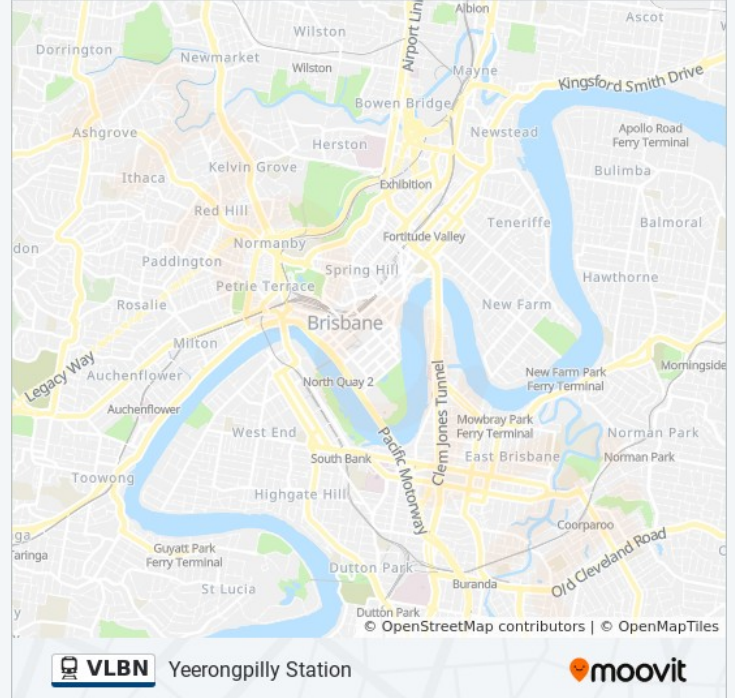 Albion
Ascot
Airport Lin
Wilston
Dorrington
Newmarket
Wilston
Mayne
Kingsford Smith Drive
Bowen Bridge
Ashgrove
Newstead
Apollo Road
Ferry Terminal
Herston
Kelvin Grove
Bulimba
Ithaca
Exhibition
Red Hill
Teneriffe
Balmoral
Normanby
Fortitude Valley
don
Paddington
Spring Hill
Hawthorne
Petrie Terrace
Rosalie
New Farm
Brisbane
Milton
Legacy Way
Auchenflower
North Quay 2
New Farm Park
Ferry Terminal
Morningside
Auchenflower
Clem Jones Tunnel
Mowbray Park
Ferry Terminal
West End
Norman Park
Pacific Motorway
South Bank
East Brisbane
Norman Park
Toowong
Highgate Hill
Coorparoo
ga
aringa
Guyatt Park
Ferry Terminal
Old Cleveland Road
C
Dutton Park
St Lucia
Buranda
y
Dutton Park
© OpenStreetMap contributors | © OpenMapTiles
VLBN Yeerongpilly Station
moovit